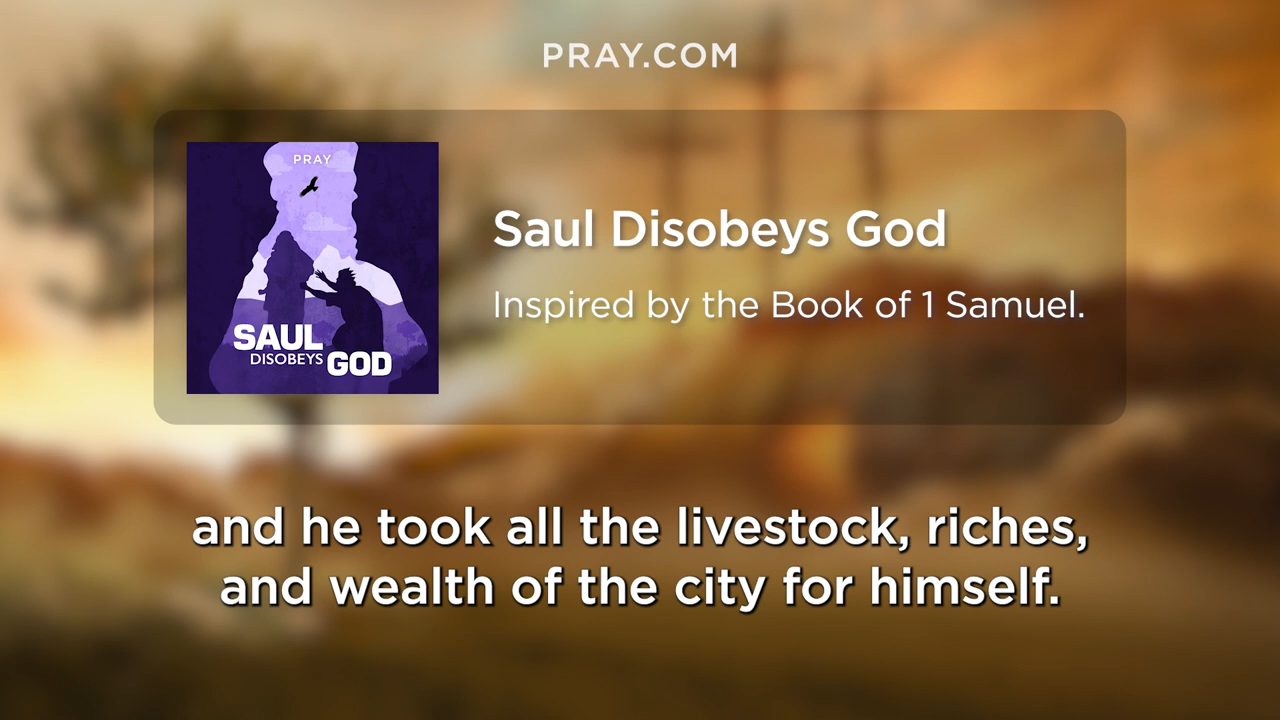 PRAY.COM
PRAY
SAUL
DISOBEYS
GOD
Saul Disobeys God
Inspired by the Book of 1 Samuel.
and he took all the livestock, riches,
and wealth of the city for himself.